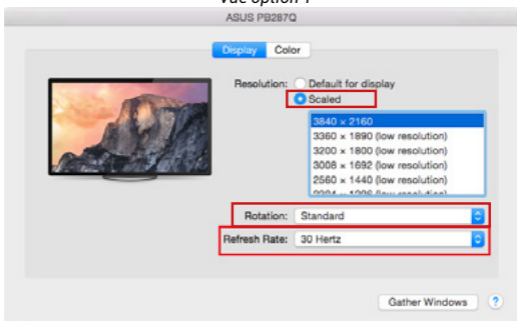 Vue option 1
ASUS PB287Q
Display Color
Resolution: Default for display
Scaled
3840 x 2160
3360 x 1890 (low resolution)
3200 x 1800 (low resolution)
3008 x 1692 (low resolution)
2560 x 1440 (low resolution)
Rotation: Standard
Refresh Rate: 30 Hertz
Gather Windows ?